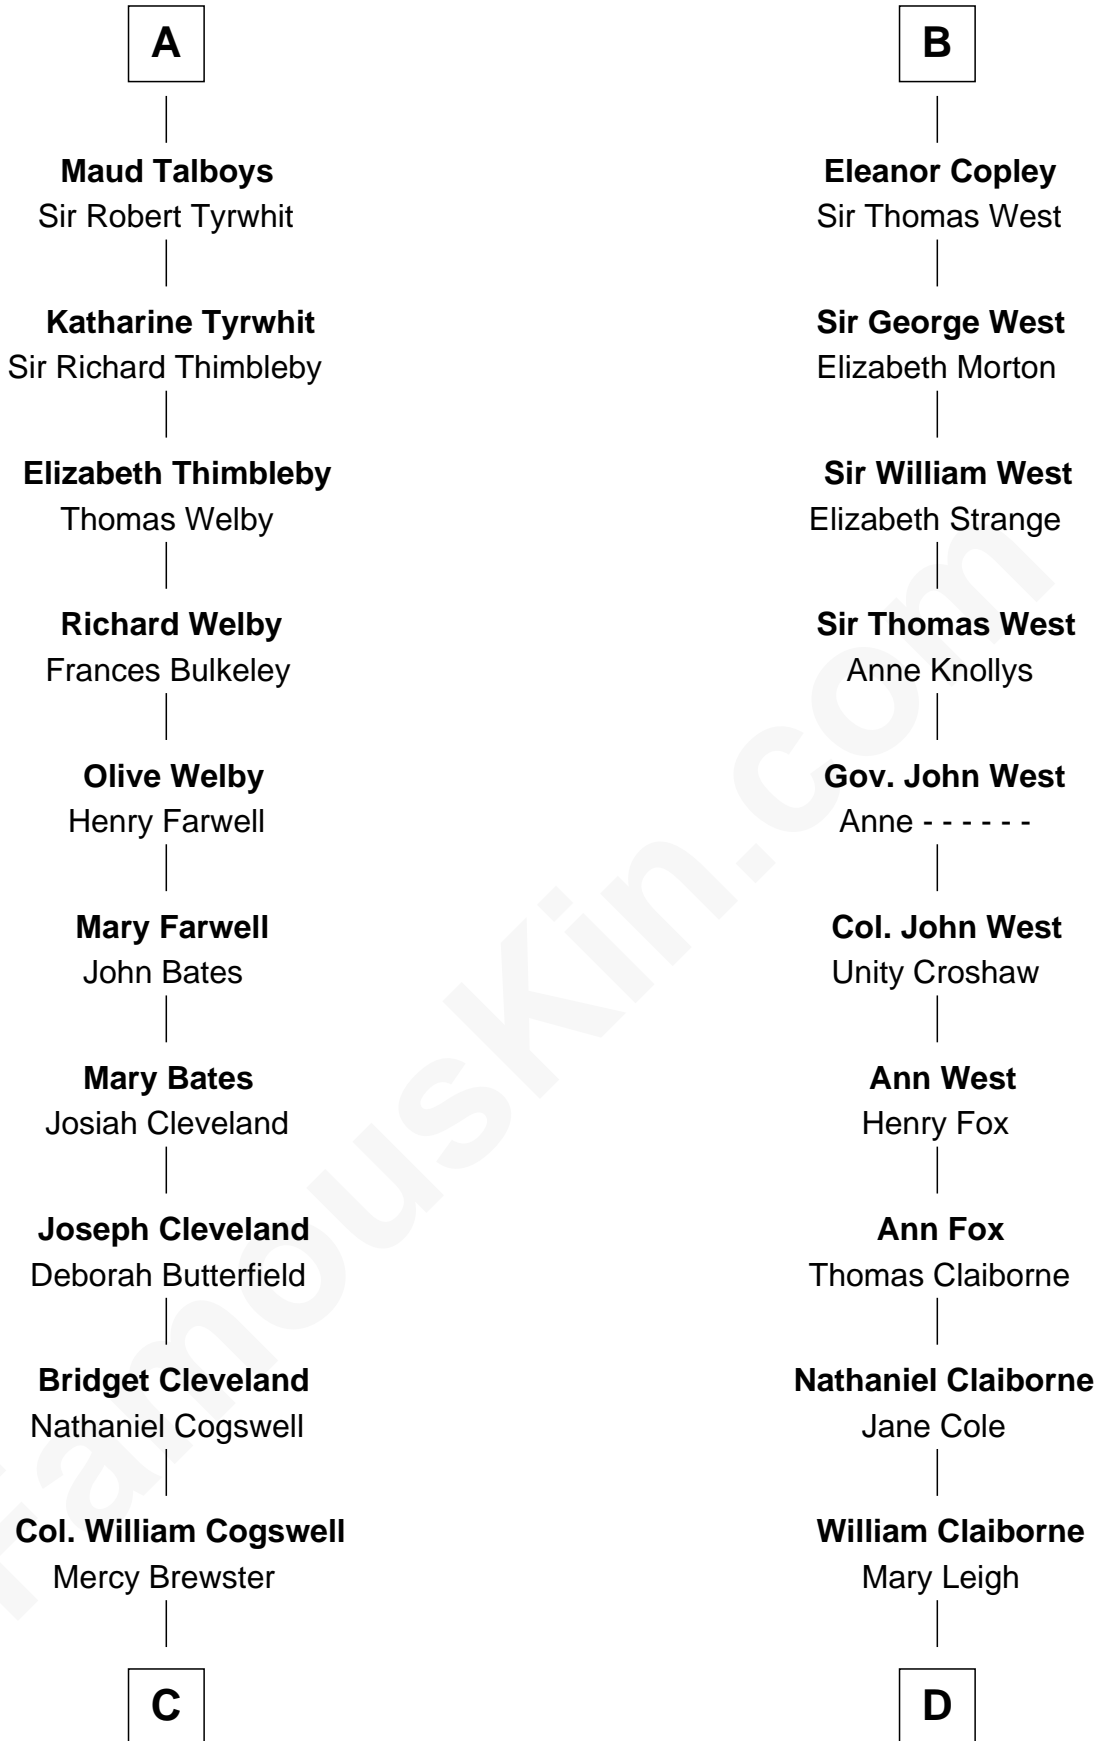 A
Maud Talboys
Sir Robert Tyrwhit
Katharine Tyrwhit
Sir Richard Thimbleby
Elizabeth Thimbleby
Thomas Welby
Richard Welby
Frances Bulkeley
Olive Welby
Henry Farwell
Mary Farwell
John Bates
Mary Bates
Josiah Cleveland
Joseph Cleveland
Deborah Butterfield
Bridget Cleveland
Nathaniel Cogswell
Col. William Cogswell
Mercy Brewster
C
B
Eleanor Copley
Sir Thomas West
Sir George West
Elizabeth Morton
Sir William West
Elizabeth Strange
Sir Thomas West
Anne Knollys
Gov. John West
Anne - - - - - -
Col. John West
Unity Croshaw
Ann West
Henry Fox
Ann Fox
Thomas Claiborne
Nathaniel Claiborne
Jane Cole
William Claiborne
Mary Leigh
D
FamousKin.com